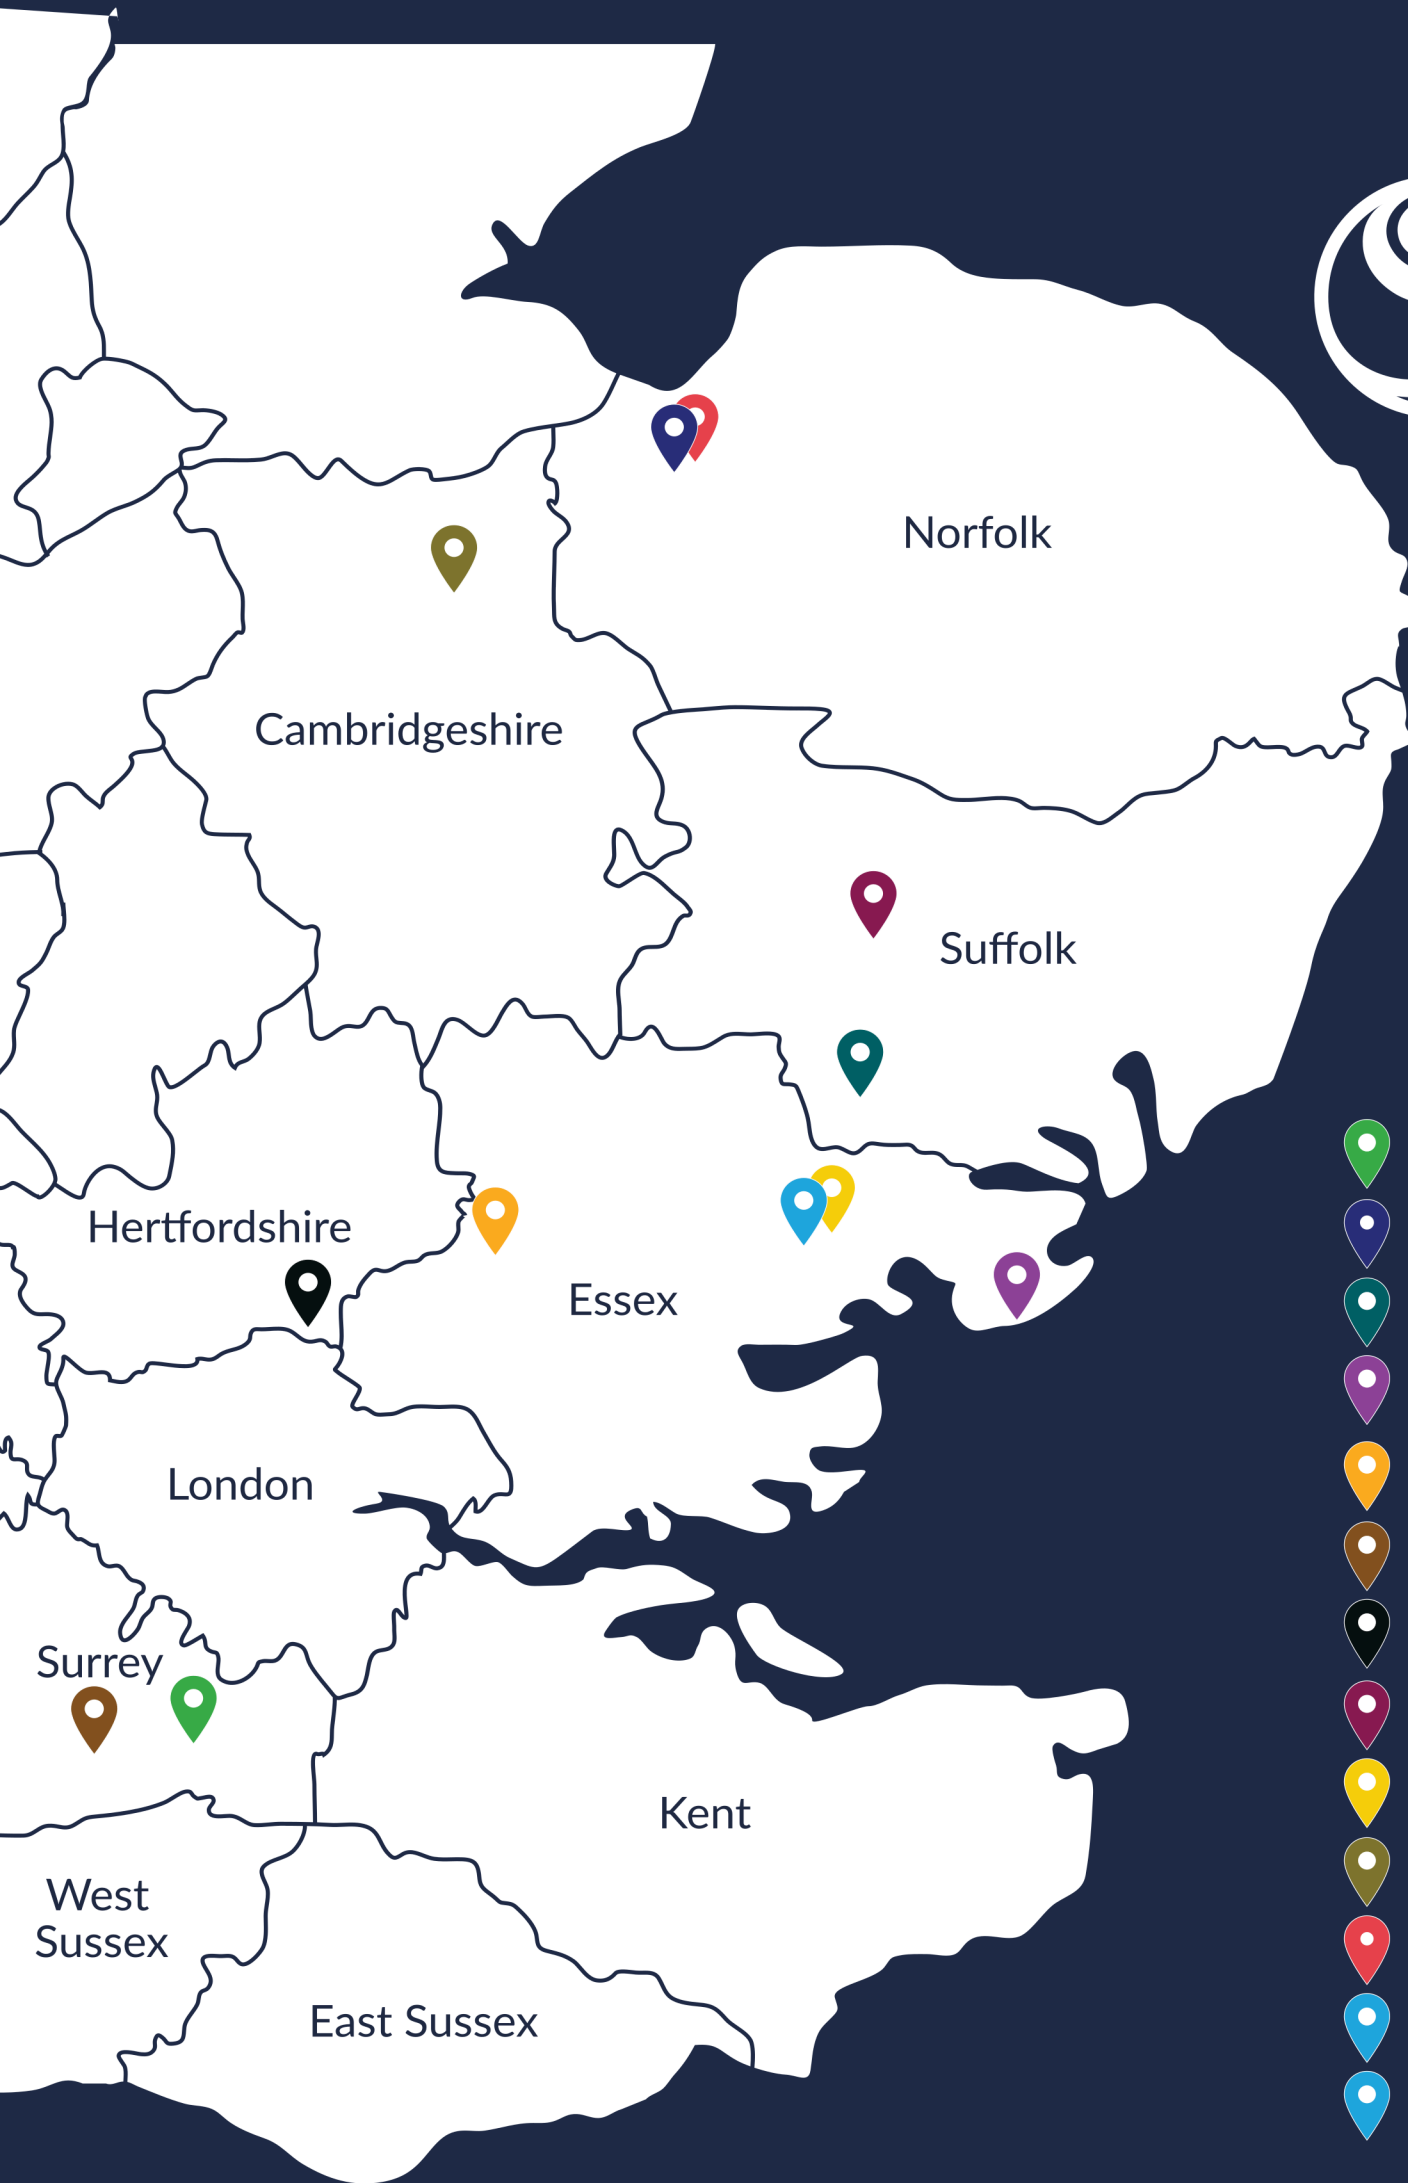 Norfolk
Cambridgeshire
Suffolk
Hertfordshire
Essex
London
Surrey
Kent
West
Sussex
East Sussex